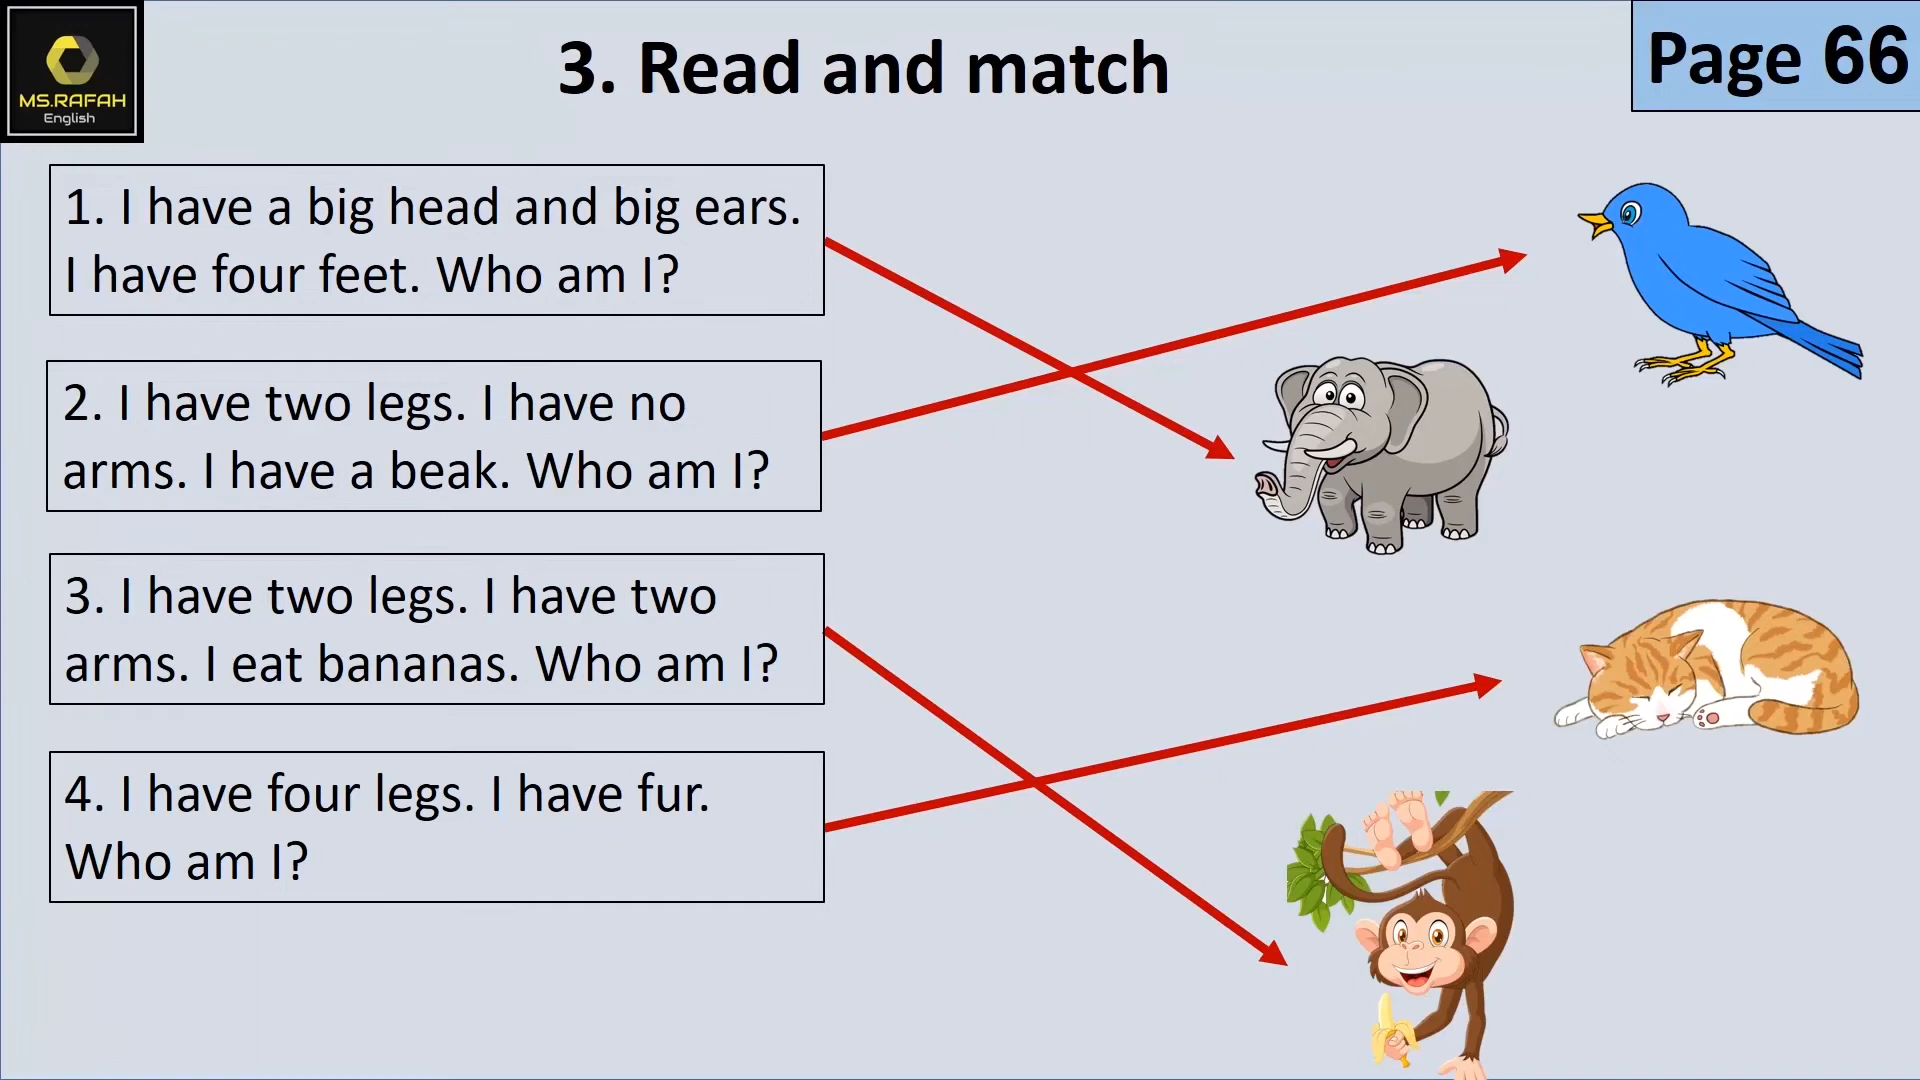 MS.RAFAH
English
3. Read and match
Page 66
1. I have a big head and big ears.
I have four feet. Who am I?
2. I have two legs. I have no
arms. I have a beak. Who am I?
3. I have two legs. I have two
arms. I eat bananas. Who am I?
4. I have four legs. I have fur.
Who am I?